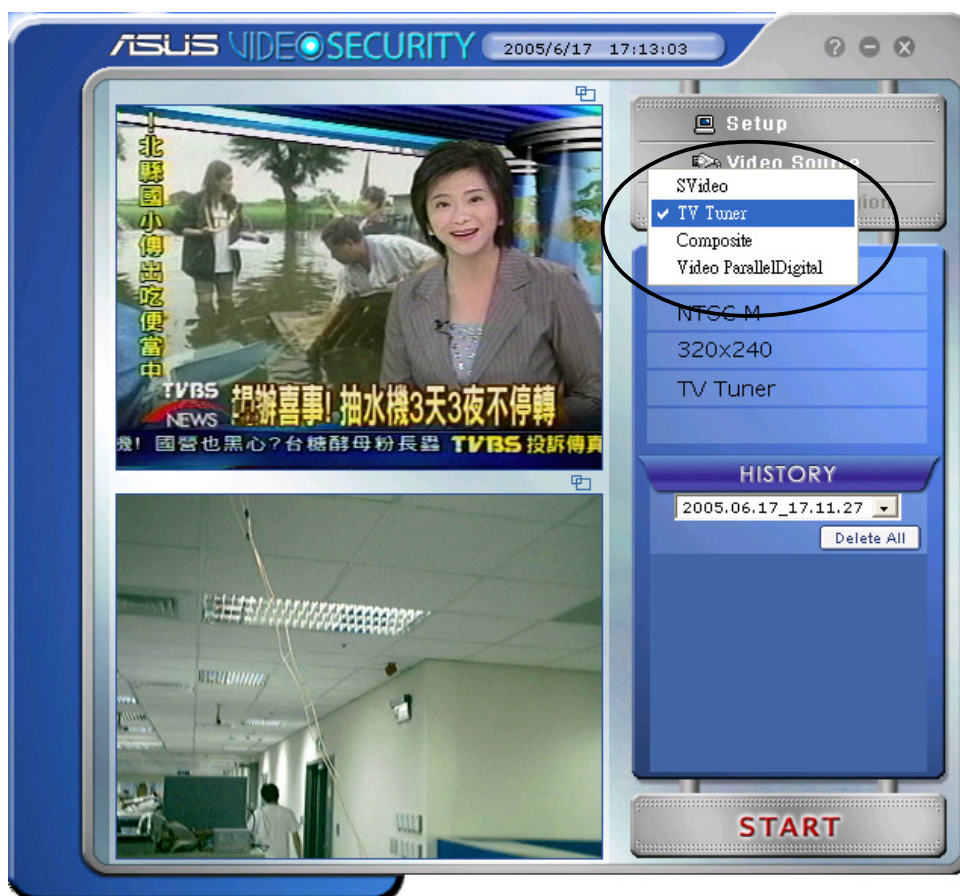 ASUS VIDEO SECURITY 2005/6/17 17:13:03
?
Setup
Video Source
SVideo
TV Tuner
Composite
Video ParallelDigital
NTSC M
320x240
TV Tuner
HISTORY
2005.06.17_17.11.27
Delete All
START
!北縣國小傳出吃便當中
TVBS
NEWS
辦喜事! 抽水機3天3夜不停轉
機! 國營也黑心?台糖酵母粉長蟲 TVBS 投訴傳真